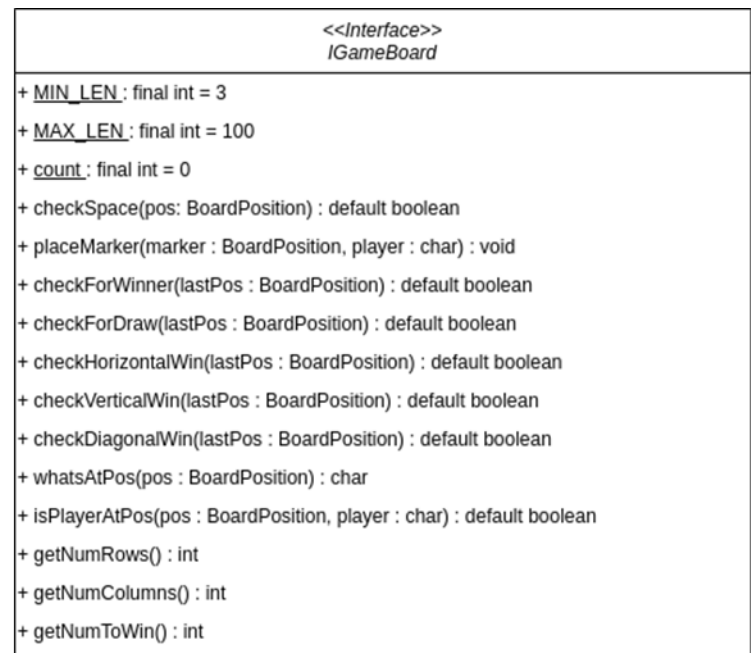 <<Interface>>
IGameBoard
+ MIN_LEN : final int = 3
+ MAX_LEN : final int = 100
+ count : final int = 0
+ checkSpace(pos: BoardPosition) : default boolean
+ placeMarker(marker : BoardPosition, player : char) : void
+ checkForWinner(lastPos : BoardPosition) : default boolean
+ checkForDraw(lastPos : BoardPosition) : default boolean
+ checkHorizontalWin(lastPos : BoardPosition) : default boolean
+ checkVerticalWin(lastPos : BoardPosition) : default boolean
+ checkDiagonalWin(lastPos : BoardPosition) : default boolean
+ whatsAtPos(pos : BoardPosition) : char
+ isPlayerAtPos(pos : BoardPosition, player : char) : default boolean
+ getNumRows() : int
+ getNumColumns() : int
+ getNumToWin() : int